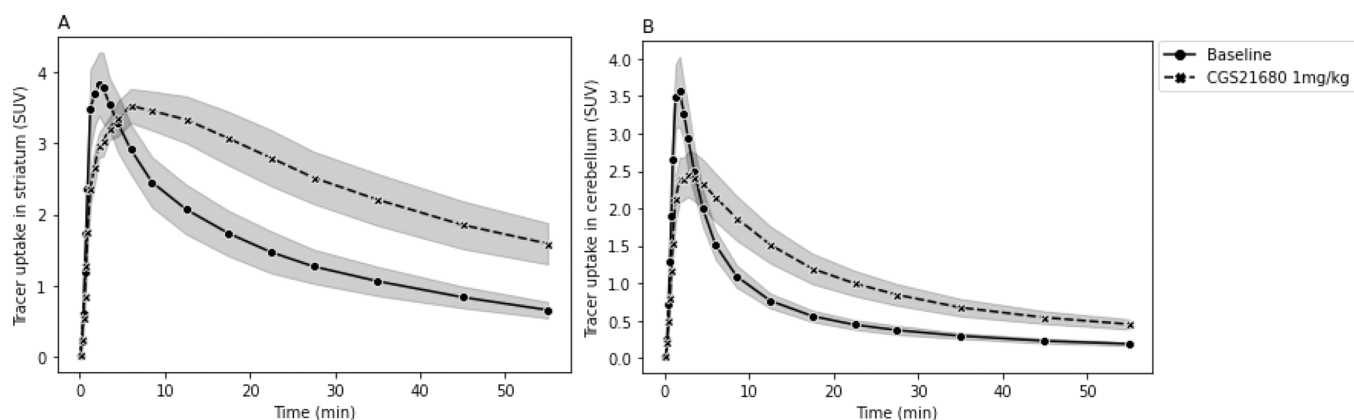 A
Tracer uptake in striatum (SUV)
4
3
2
1
0
0 10 20 30 40 50
Time (min)
B
Tracer uptake in cerebellum (SUV)
4.0
3.5
3.0
2.5
2.0
1.5
1.0
0.5
0.0
0 10 20 30 40 50
Time (min)
Baseline
CGS21680 1mg/kg